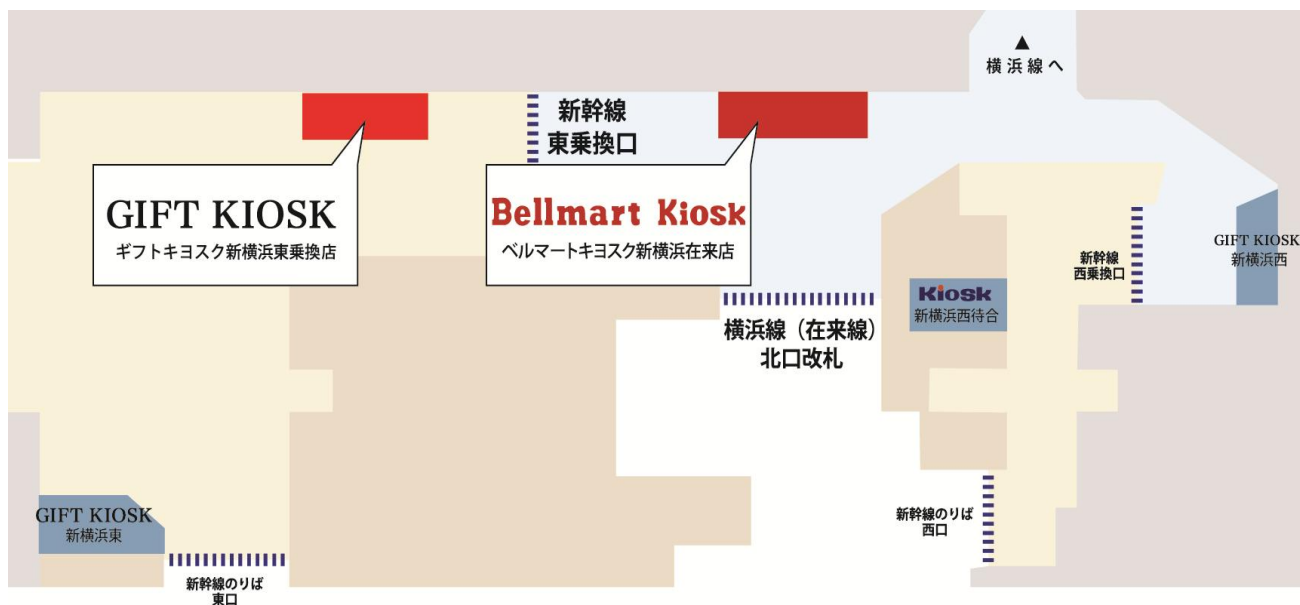 ▲
横浜線へ
新幹線
東乗換口
GIFT KIOSK
ギフトキヨスク新横浜東乗換店
Bellmart Kiosk
ベルマートキヨスク新横浜在来店
GIFT KIOSK
新横浜西
新幹線
西乗換口
Kiosk
新横浜西待合
横浜線（在来線）
北口改札
GIFT KIOSK
新横浜東
新幹線のりば
西口
新幹線のりば
東口